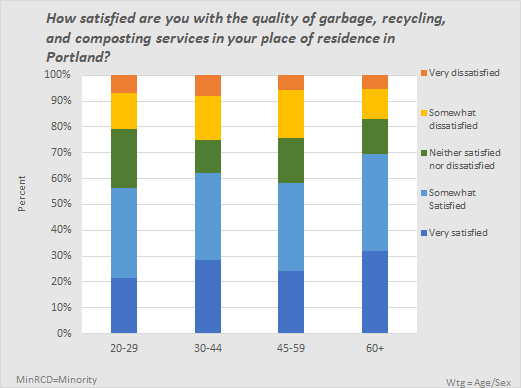 How satisfied are you with the quality of garbage, recycling,
and composting services in your place of residence in
Portland?
100%
90%
80%
70%
60%
50%
40%
30%
20%
10%
0%
Percent
20-29
30-44
45-59
60+
Very dissatisfied
Somewhat
dissatisfied
Neither satisfied
nor dissatisfied
Somewhat
Satisfied
Very satisfied
MinRCD=Minority
Wtg = Age/Sex